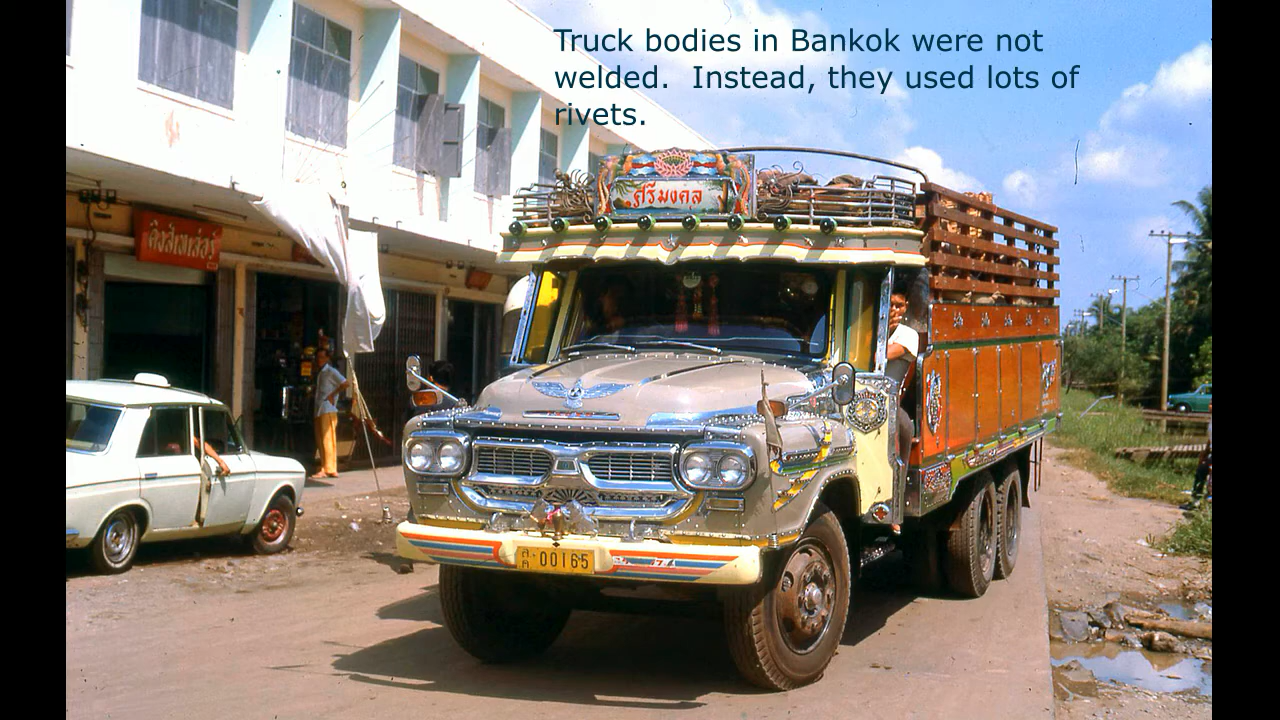 Truck bodies in Bankok were not
welded.  Instead, they used lots of
rivets.
ศรีมงคล
00165